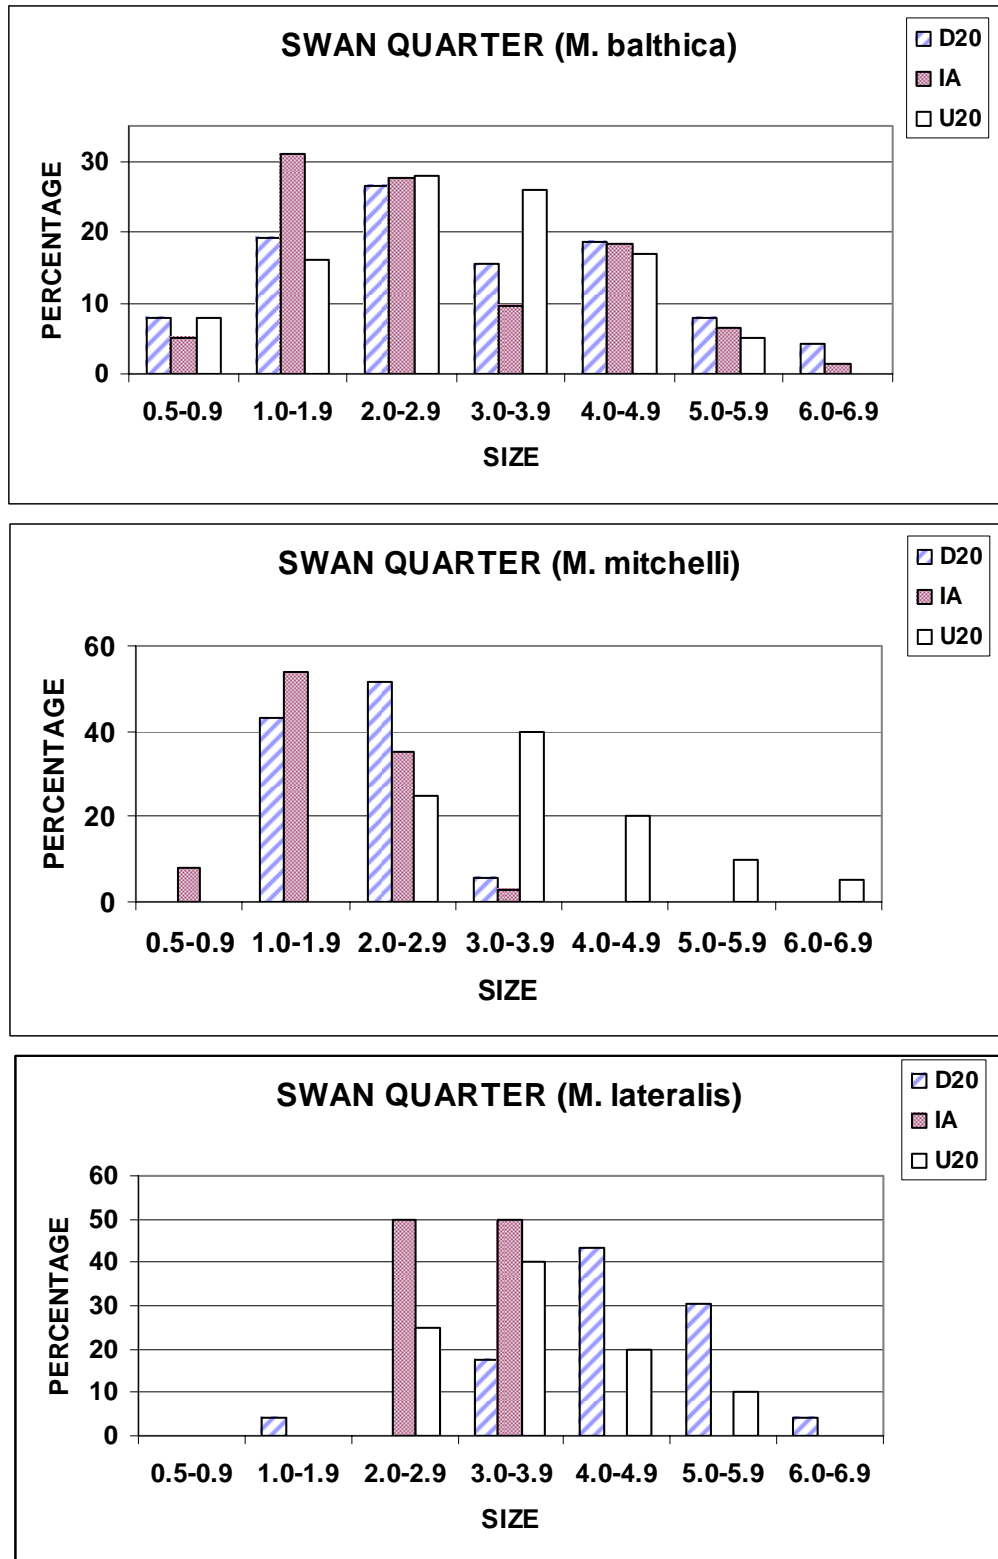 SWAN QUARTER (M. balthica)
D20
IA
U20
PERCENTAGE
30
20
10
0
0.5-0.9 1.0-1.9 2.0-2.9 3.0-3.9 4.0-4.9 5.0-5.9 6.0-6.9
SIZE
SWAN QUARTER (M. mitchelli)
D20
IA
U20
PERCENTAGE
60
40
20
0
0.5-0.9 1.0-1.9 2.0-2.9 3.0-3.9 4.0-4.9 5.0-5.9 6.0-6.9
SIZE
SWAN QUARTER (M. lateralis)
D20
IA
U20
PERCENTAGE
60
50
40
30
20
10
0
0.5-0.9 1.0-1.9 2.0-2.9 3.0-3.9 4.0-4.9 5.0-5.9 6.0-6.9
SIZE